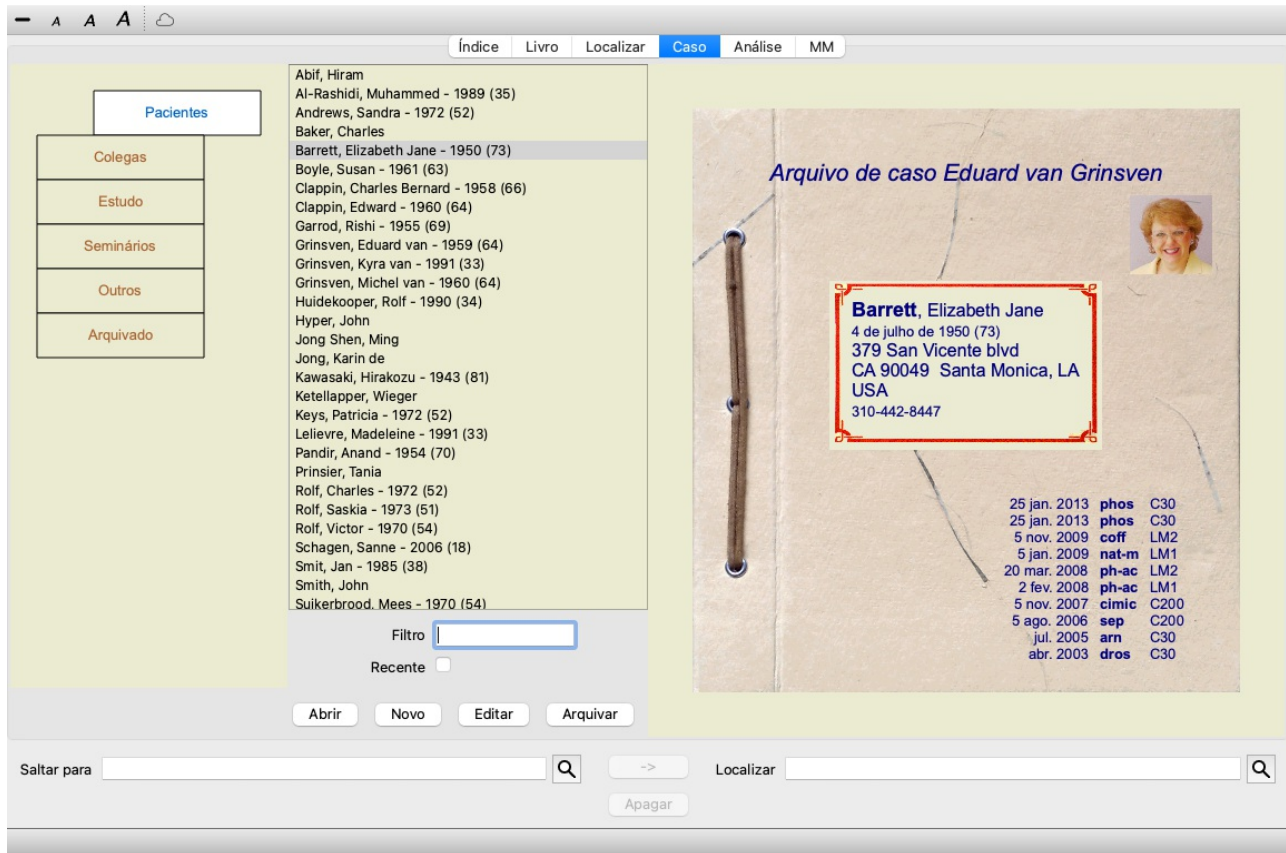 A A A
Índice Livro Localizar Caso Análise MM
Pacientes
Colegas
Estudo
Seminários
Outros
Arquivado
Abif, Hiram
Al-Rashidi, Muhammed - 1989 (35)
Andrews, Sandra - 1972 (52)
Baker, Charles
Barrett, Elizabeth Jane - 1950 (73)
Boyle, Susan - 1961 (63)
Clappin, Charles Bernard - 1958 (66)
Clappin, Edward - 1960 (64)
Garrod, Rishi - 1955 (69)
Grinsven, Eduard van - 1959 (64)
Grinsven, Kyra van - 1991 (33)
Grinsven, Michel van - 1960 (64)
Huidekooper, Rolf - 1990 (34)
Hyper, John
Jong Shen, Ming
Jong, Karin de
Kawasaki, Hirakozu - 1943 (81)
Ketellapper, Wieger
Keys, Patricia - 1972 (52)
Lelievre, Madeleine - 1991 (33)
Pandir, Anand - 1954 (70)
Prinsier, Tania
Rolf, Charles - 1972 (52)
Rolf, Saskia - 1973 (51)
Rolf, Victor - 1970 (54)
Schagen, Sanne - 2006 (18)
Smit, Jan - 1985 (38)
Smith, John
Suikerbrood, Mees - 1970 (54)
Filtro
Recente
Abrir Novo Editar Arquivar
Arquivo de caso Eduard van Grinsven
Barrett, Elizabeth Jane
4 de julho de 1950 (73)
379 San Vicente blvd
CA 90049 Santa Monica, LA
USA
310-442-8447
25 jan. 2013 phos C30
25 jan. 2013 phos C30
5 nov. 2009 coff LM2
5 jan. 2009 nat-m LM1
20 mar. 2008 ph-ac LM2
2 fev. 2008 ph-ac LM1
5 nov. 2007 cimic C200
5 ago. 2006 sep C200
jul. 2005 arn C30
abr. 2003 dros C30
Saltar para -> Localizar
Apagar